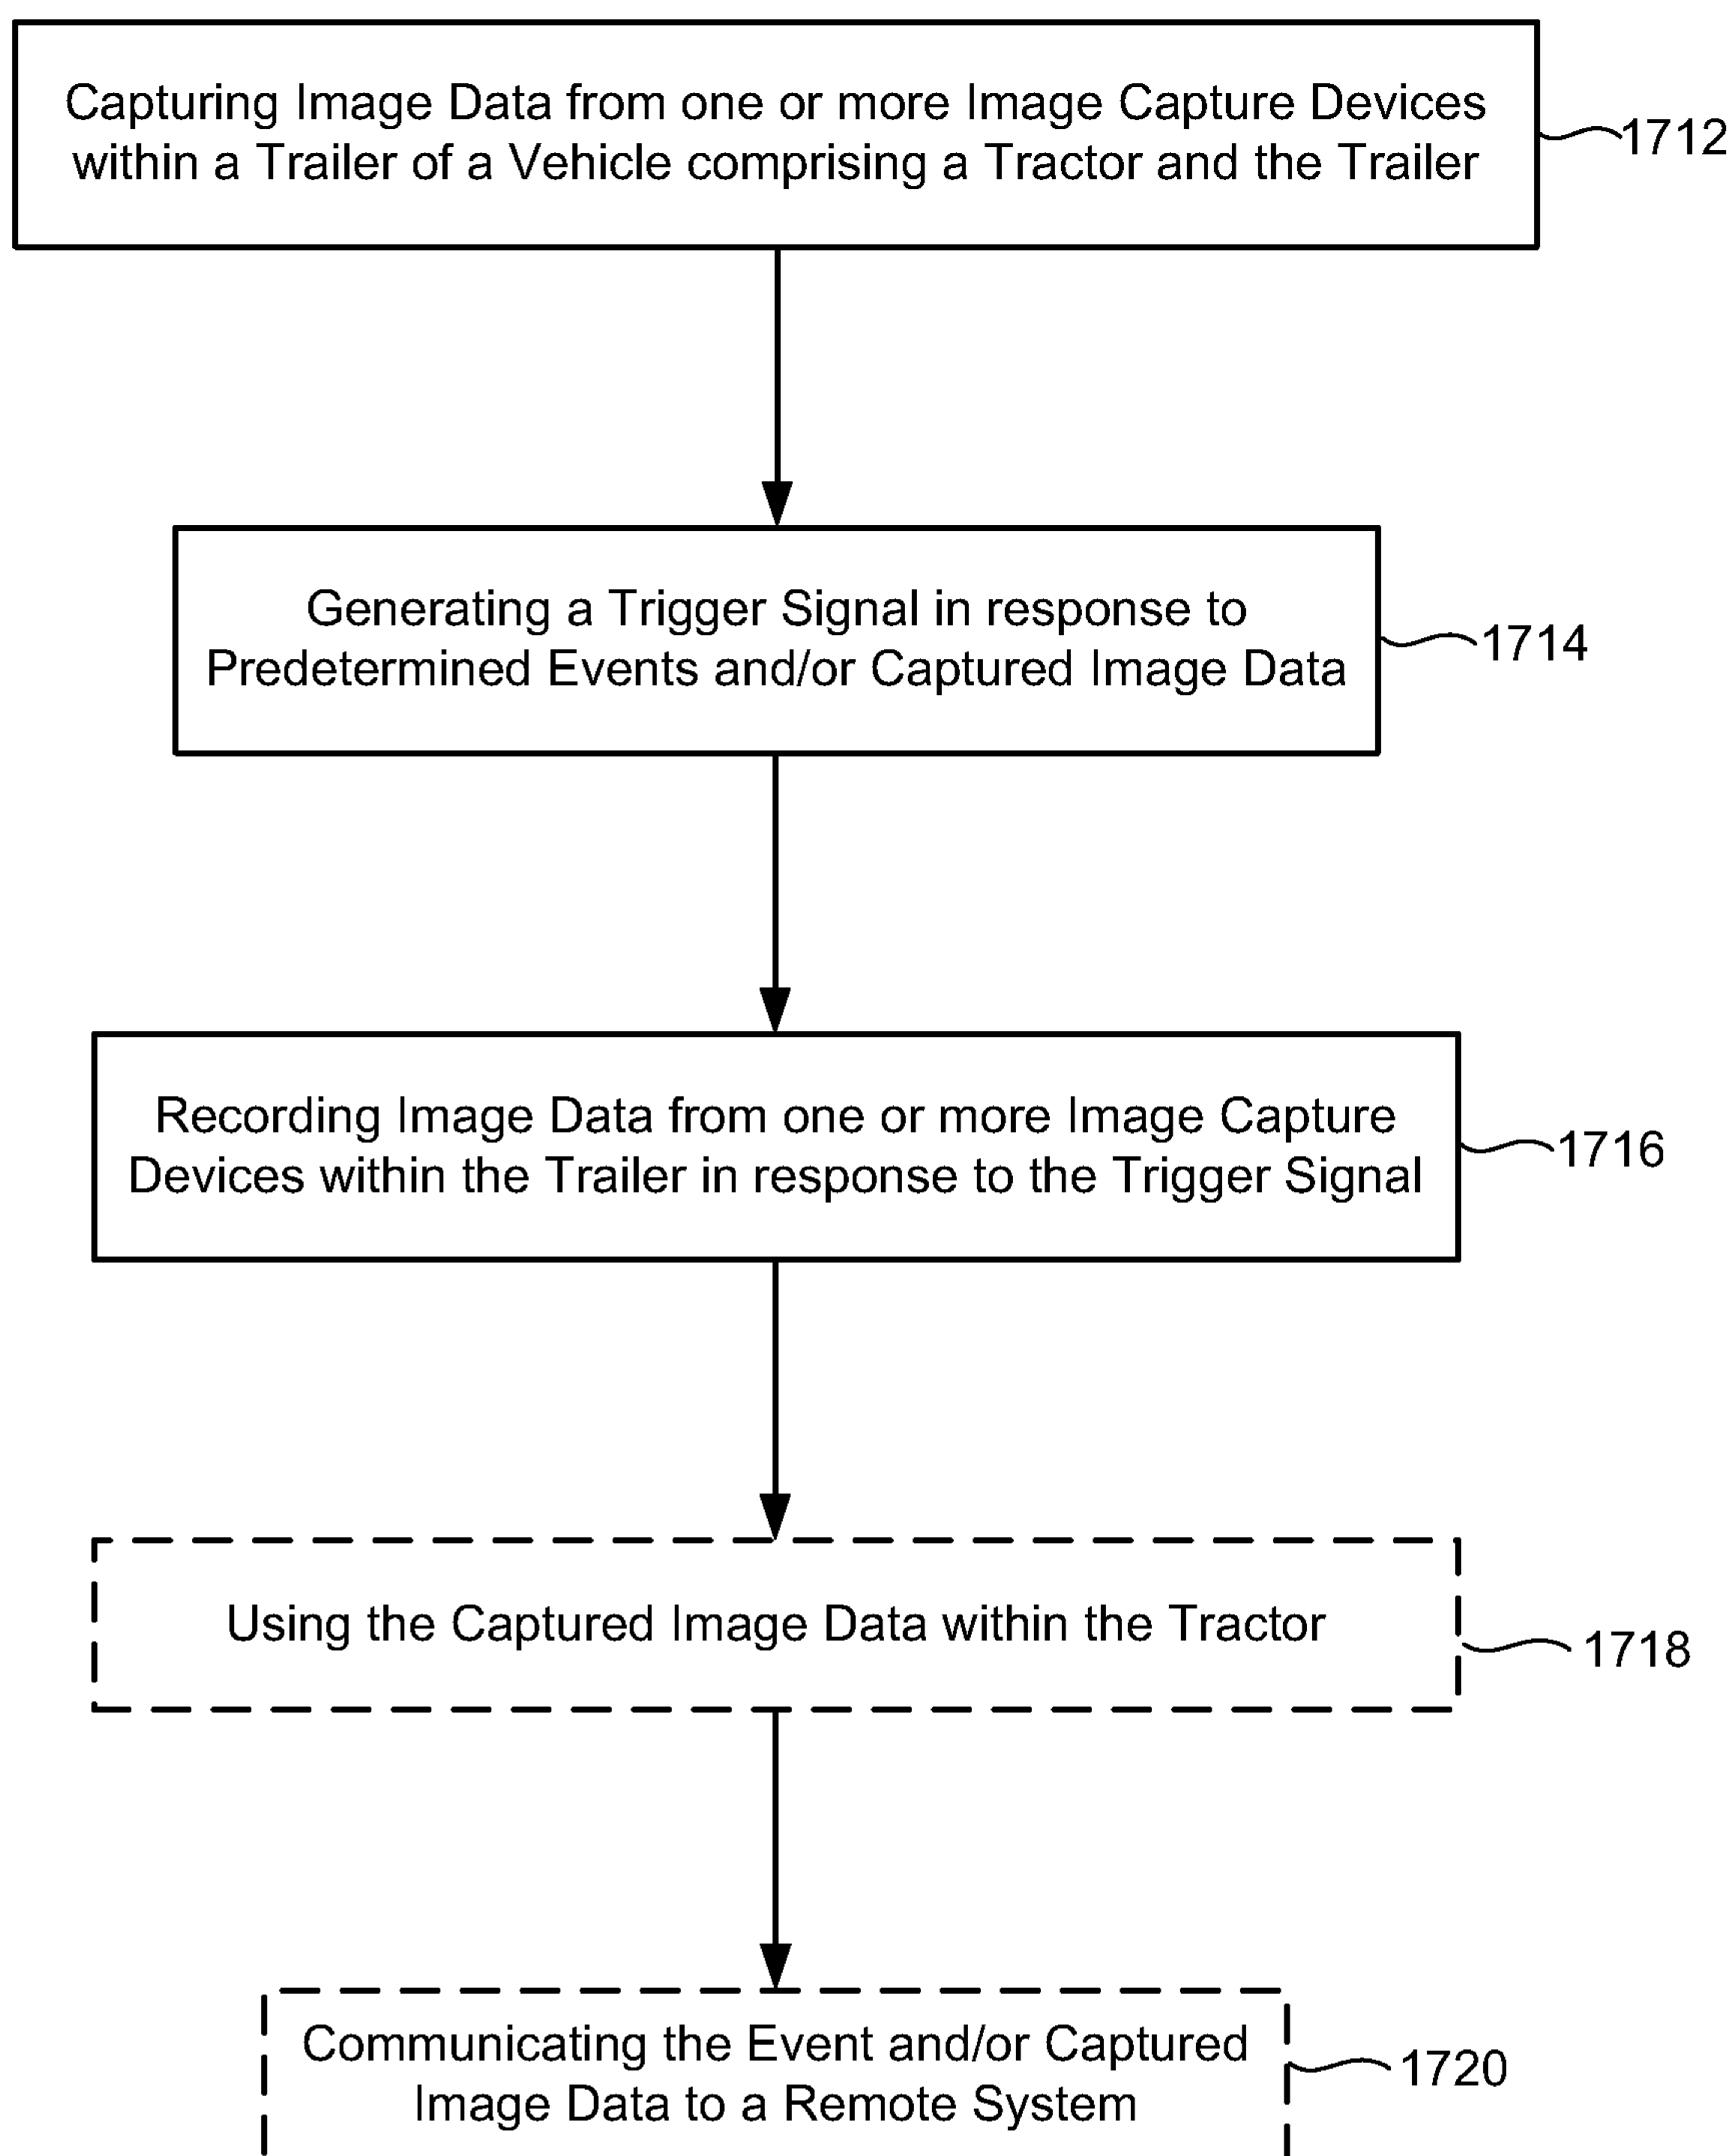 Capturing Image Data from one or more Image Capture Devices
within a Trailer of a Vehicle comprising a Tractor and the Trailer
1712
Generating a Trigger Signal in response to
Predetermined Events and/or Captured Image Data
1714
Recording Image Data from one or more Image Capture
Devices within the Trailer in response to the Trigger Signal
1716
Using the Captured Image Data within the Tractor
1718
Communicating the Event and/or Captured
Image Data to a Remote System
1720